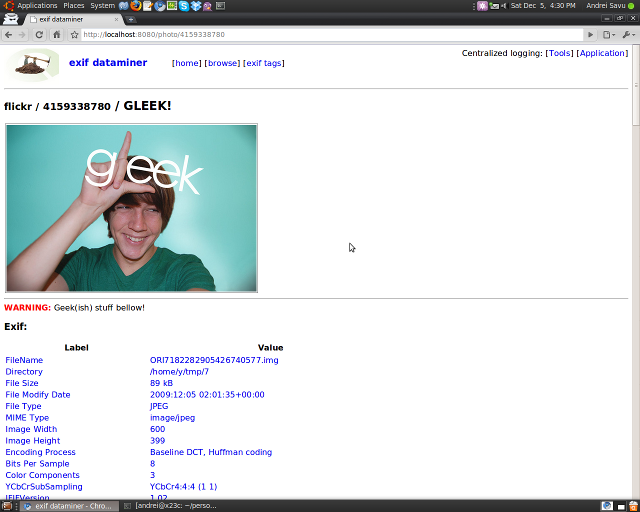 Applications Places System Sat Dec 5, 4:30 PM Andrei Savu
exif dataminer
http://localhost:8080/photo/4159338780
exif dataminer [home] [browse] [exif tags] Centralized logging: [Tools] [Application]
flickr / 4159338780 / GLEEK!
gleek
WARNING: Geek(ish) stuff bellow!
Exif:
Label Value
FileName ORI7182282905426740577.img
Directory /home/y/tmp/7
File Size 89 kB
File Modify Date 2009:12:05 02:01:35+00:00
File Type JPEG
MIME Type image/jpeg
Image Width 600
Image Height 399
Encoding Process Baseline DCT, Huffman coding
Bits Per Sample 8
Color Components 3
YCbCrSubSampling YCbCr4:4:4 (1 1)
JFIFVersion 1.02
exif dataminer - Chro... [andrei@x23c: ~/perso...